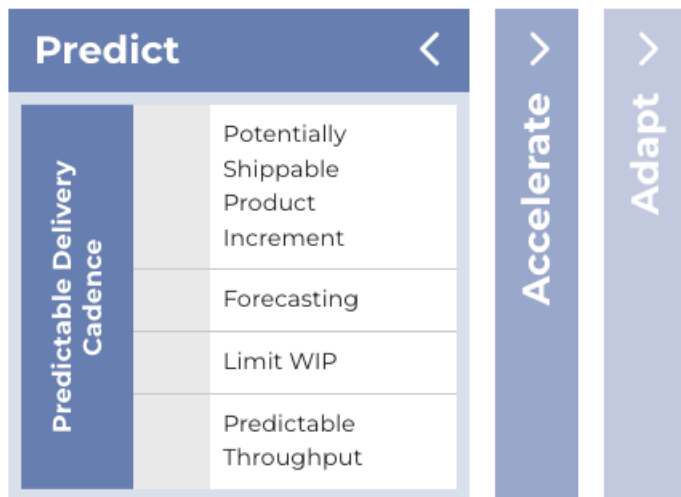 Predict
Predictable Delivery
Cadence
Potentially
Shippable
Product
Increment
Forecasting
Limit WIP
Predictable
Throughput
Accelerate
Adapt